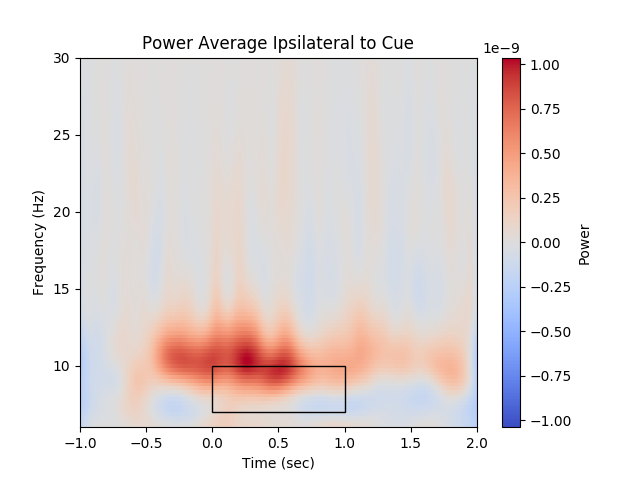 Power Average Ipsilateral to Cue
1e−9
30
25
20
15
10
Frequency (Hz)
−1.0 −0.5 0.0 0.5 1.0 1.5 2.0
Time (sec)
1.00
0.75
0.50
0.25
0.00
−0.25
−0.50
−0.75
−1.00
Power